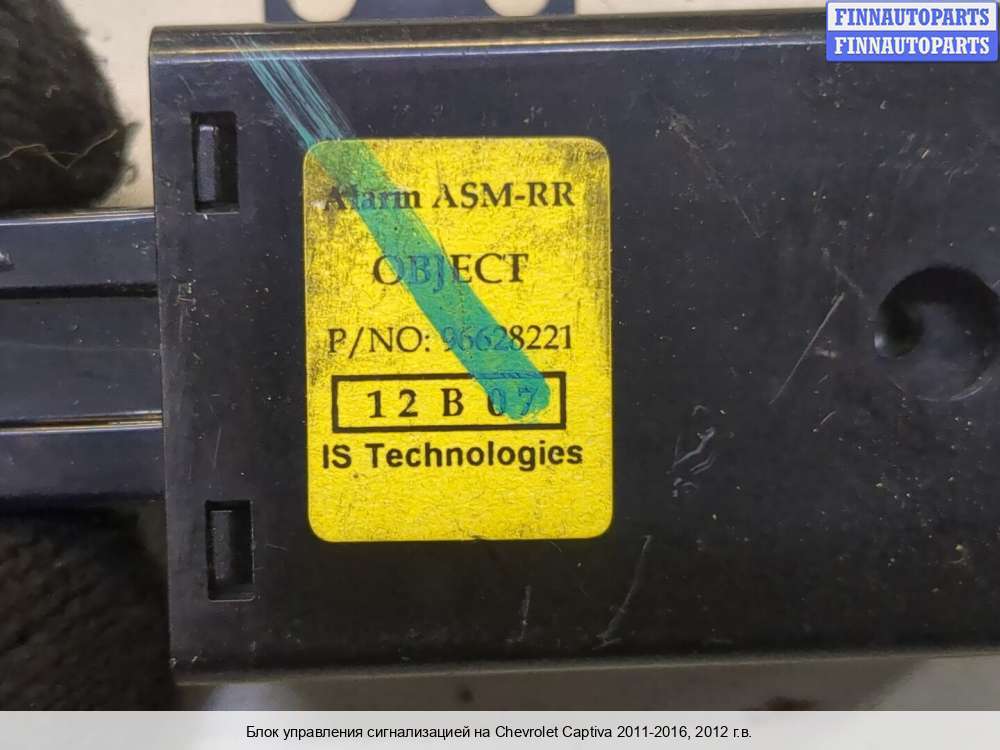 FINNAUTOPARTS
FINNAUTOPARTS
Alarm ASM-RR
OBJECT
P/NO: 96628221
12 B 07
IS Technologies
Блок управления сигнализацией на Chevrolet Captiva 2011-2016, 2012 г.в.